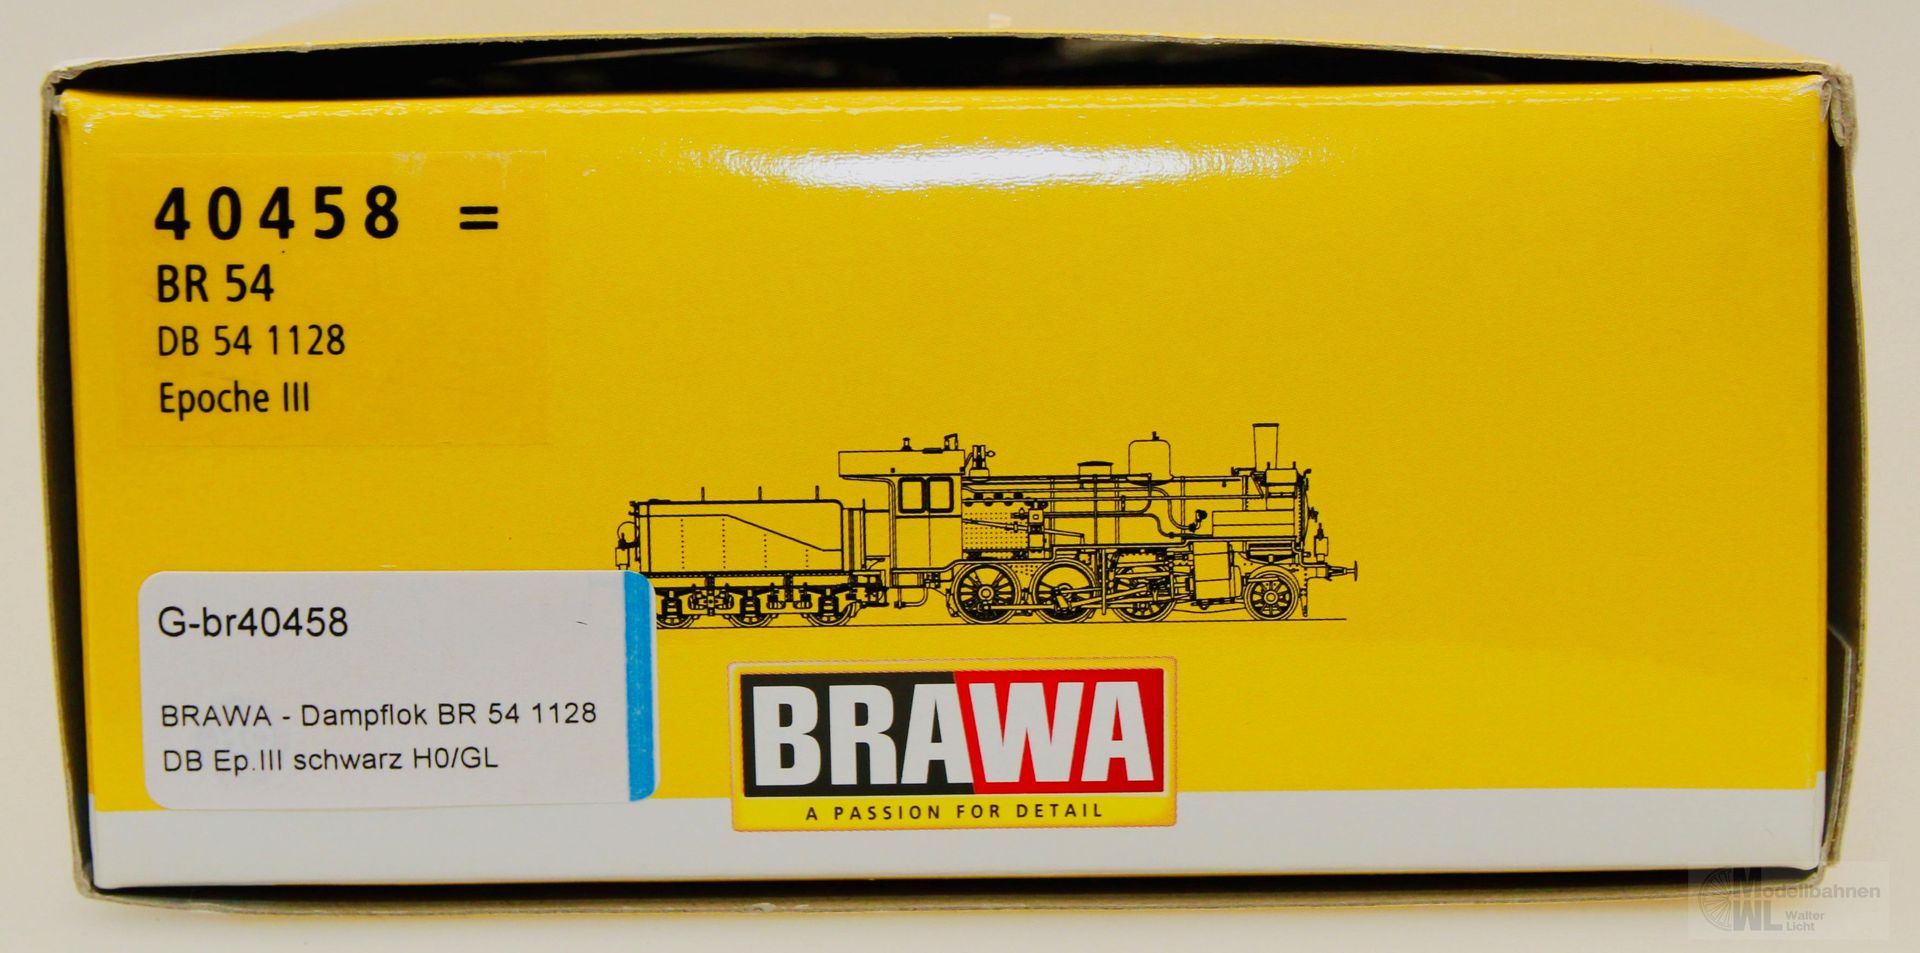 40458 =
BR 54
DB 54 1128
Epoche III
G-br40458
BRAWA - Dampflok BR 54 1128
DB Ep.III schwarz H0/GL
BRAWA
A PASSION FOR DETAIL
Modellbahnen
WL Walter
Licht